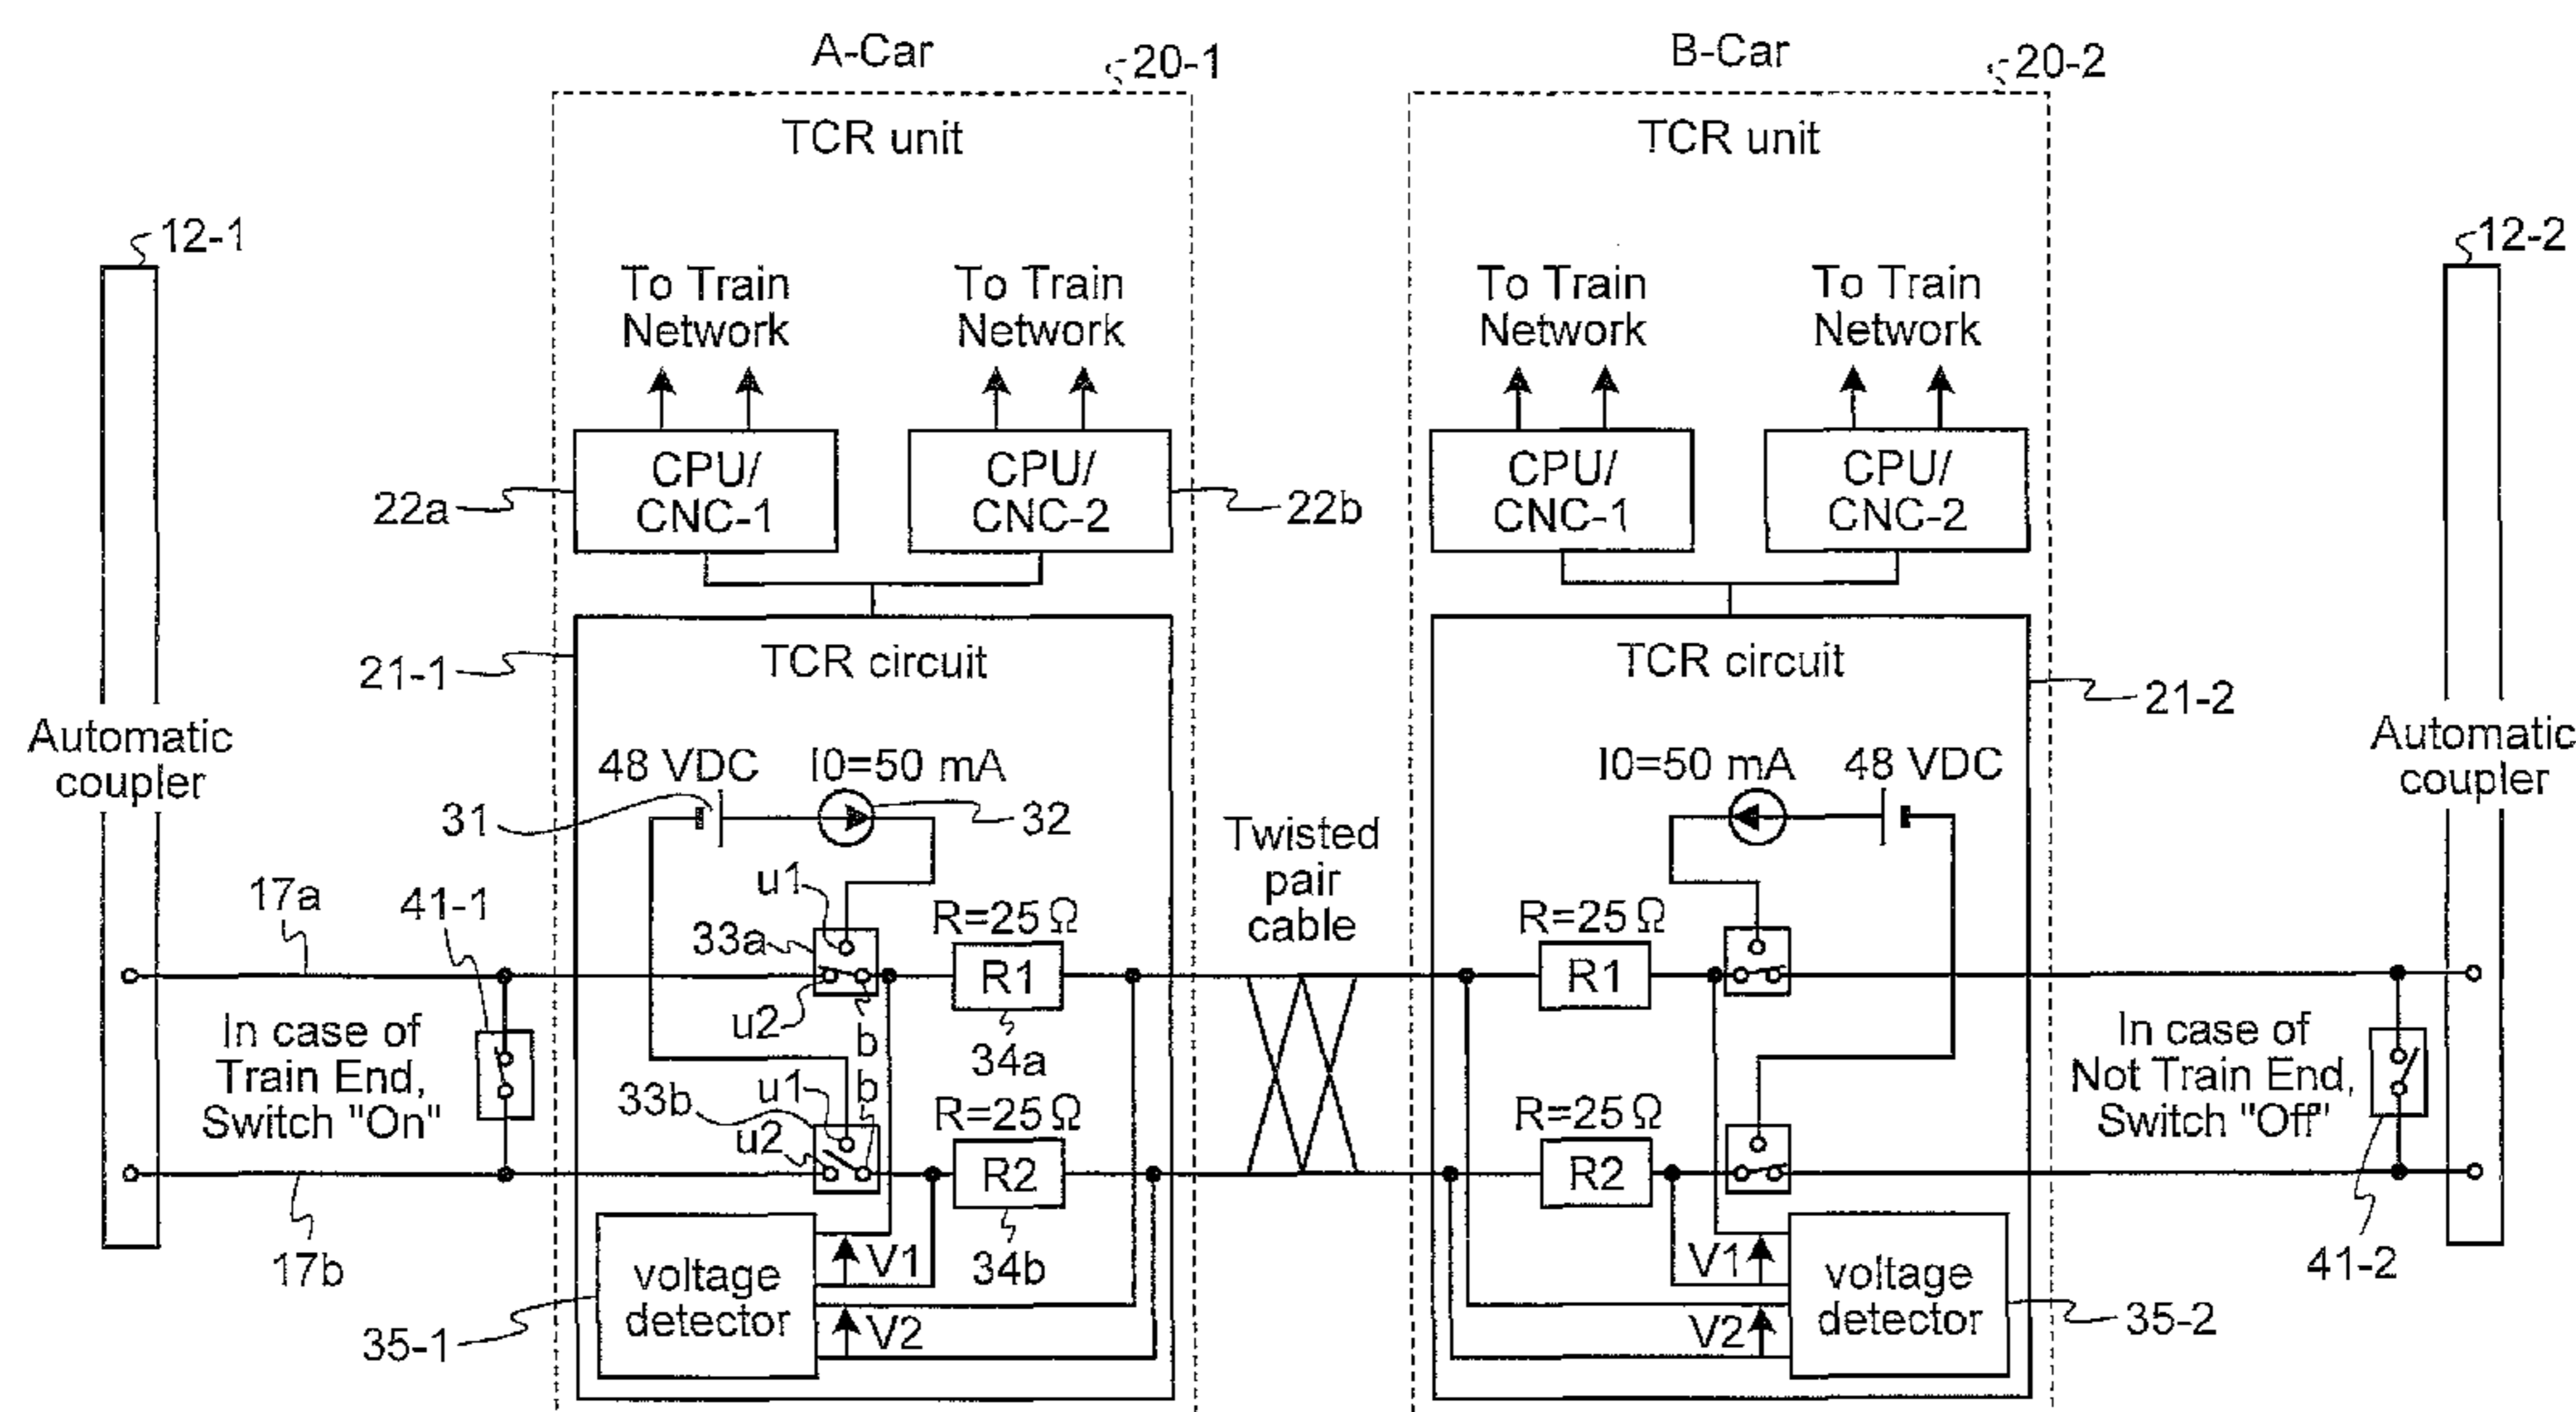 A-Car
20-1
B-Car
20-2
TCR unit
TCR unit
12-1
12-2
To Train
Network
To Train
Network
To Train
Network
To Train
Network
CPU/
CNC-1
CPU/
CNC-2
CPU/
CNC-1
CPU/
CNC-2
22a
22b
TCR circuit
TCR circuit
21-1
21-2
Automatic
coupler
Automatic
coupler
48 VDC
I0=50 mA
I0=50 mA
48 VDC
31
32
Twisted
pair
cable
17a
41-1
u1
33a
R=25Ω
R=25Ω
R1
R1
u2
b
34a
In case of
Train End,
Switch "On"
In case of
Not Train End,
Switch "Off"
33b
u1
b
u2
R=25Ω
R=25Ω
R2
R2
17b
34b
41-2
voltage
detector
V1
V2
V1
V2
voltage
detector
35-1
35-2